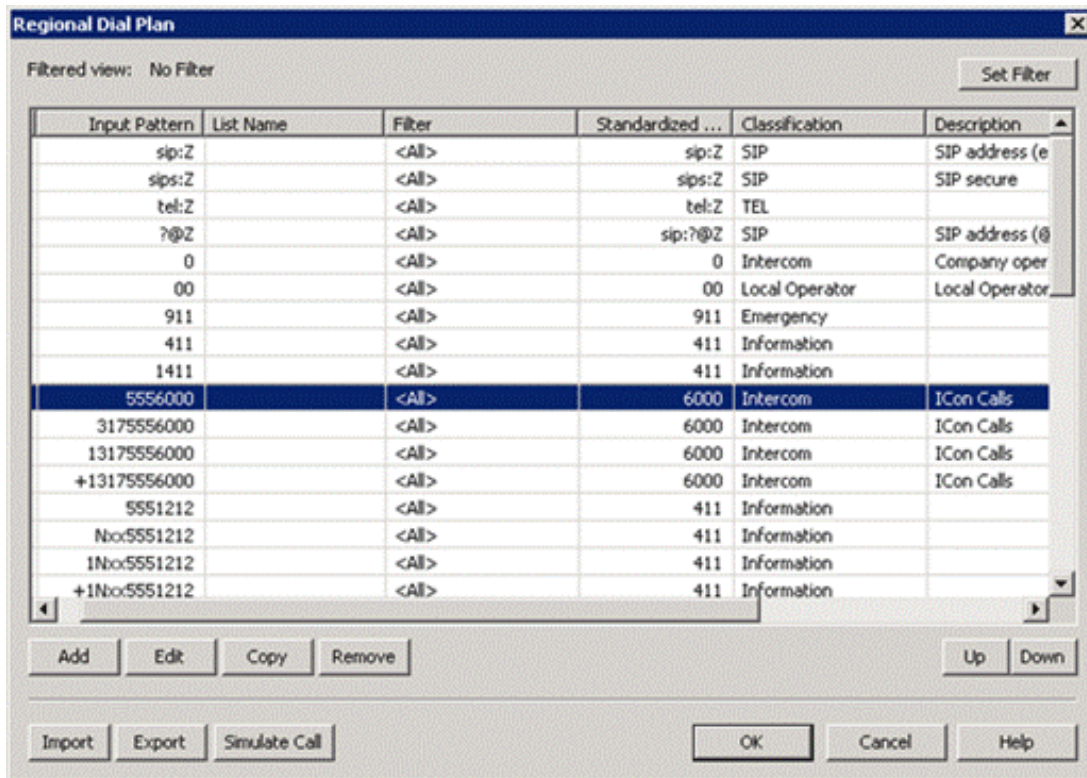 Regional Dial Plan
Filtered view: No Filter
Set Filter
Input Pattern List Name Filter Standardized ... Classification Description
sip:Z <All> sip:Z SIP SIP address (e
sips:Z <All> sips:Z SIP SIP secure
tel:Z <All> tel:Z TEL
?@Z <All> sip:?@Z SIP SIP address (@
0 <All> 0 Intercom Company oper
00 <All> 00 Local Operator Local Operator
911 <All> 911 Emergency
411 <All> 411 Information
1411 <All> 411 Information
5556000 <All> 6000 Intercom ICon Calls
3175556000 <All> 6000 Intercom ICon Calls
13175556000 <All> 6000 Intercom ICon Calls
+13175556000 <All> 6000 Intercom ICon Calls
5551212 <All> 411 Information
Nxx5551212 <All> 411 Information
1Nxx5551212 <All> 411 Information
+1Nxx5551212 <All> 411 Information
Add Edit Copy Remove Up Down
Import Export Simulate Call OK Cancel Help